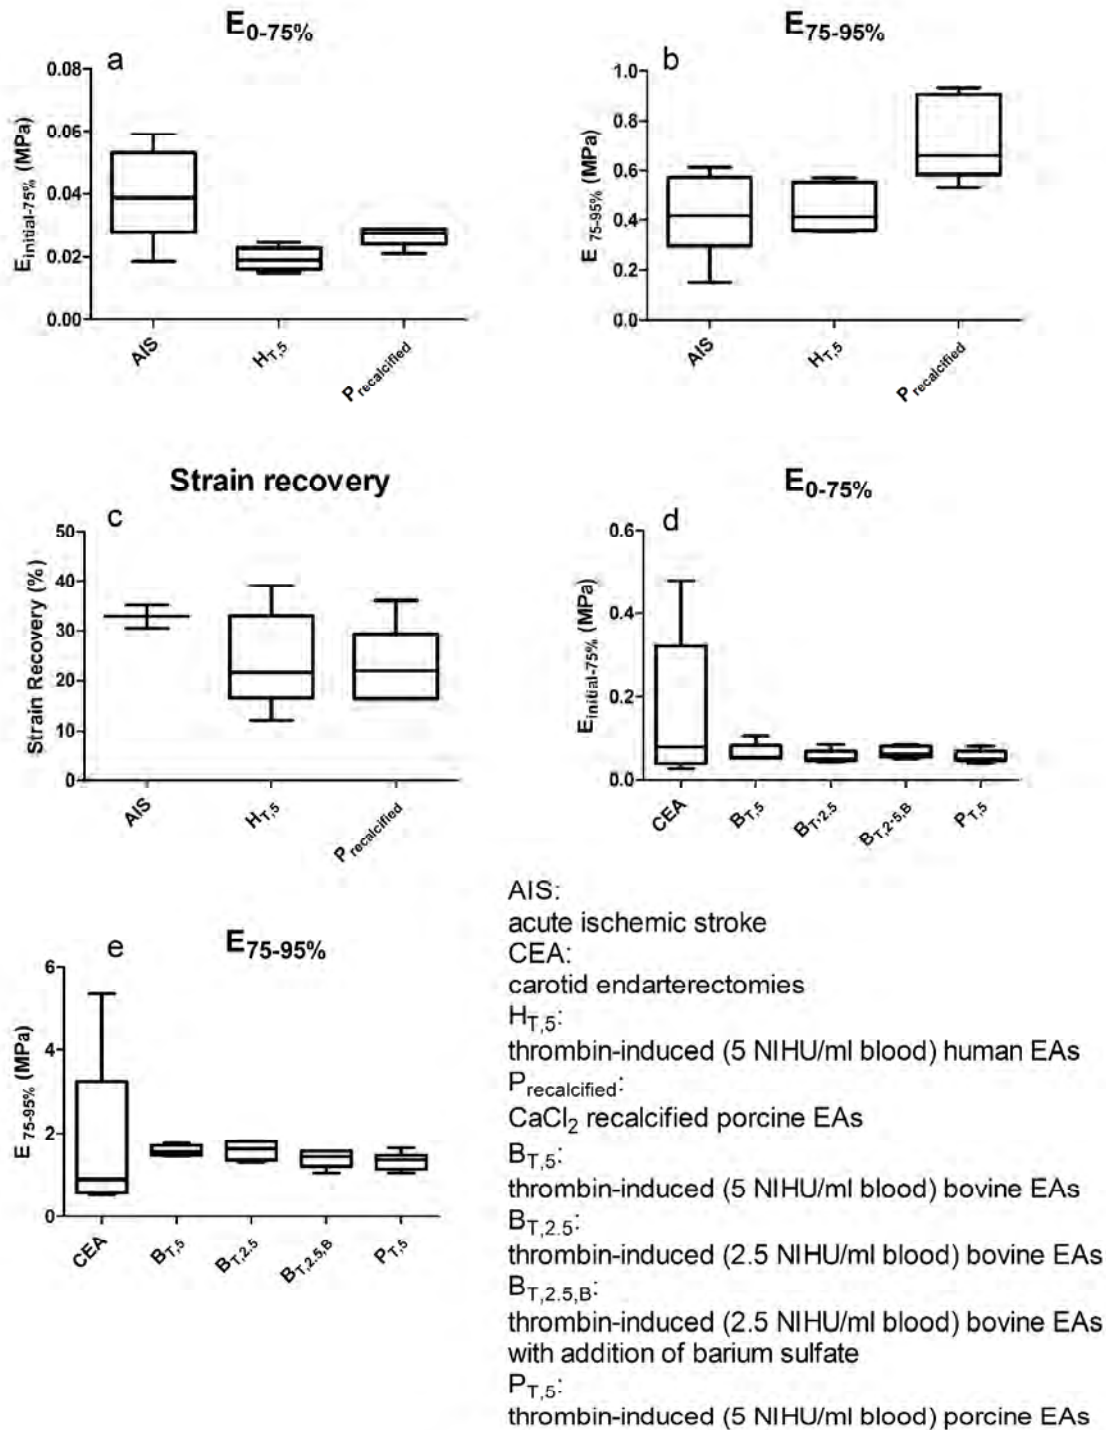 E0-75%
a
Einitial-75% (MPa)
0.08
0.06
0.04
0.02
0.00
AIS
HT,5
Precalcified
E75-95%
b
E 75-95% (MPa)
1.0
0.8
0.6
0.4
0.2
0.0
AIS
HT,5
Precalcified
Strain recovery
c
Strain Recovery (%)
50
40
30
20
10
0
AIS
HT,5
Precalcified
E0-75%
d
Einitial-75% (MPa)
0.6
0.4
0.2
0.0
CEA
BT,5
BT,2.5
BT,2.5,B
PT,5
e
E75-95%
E 75-95% (MPa)
6
4
2
0
CEA
BT,5
BT,2.5
BT,2.5,B
PT,5
AIS:
acute ischemic stroke
CEA:
carotid endarterectomies
HT,5:
thrombin-induced (5 NIHU/ml blood) human EAs
Precalcified:
CaCl2 recalcified porcine EAs
BT,5:
thrombin-induced (5 NIHU/ml blood) bovine EAs
BT,2.5:
thrombin-induced (2.5 NIHU/ml blood) bovine EAs
BT,2.5,B:
thrombin-induced (2.5 NIHU/ml blood) bovine EAs
with addition of barium sulfate
PT,5:
thrombin-induced (5 NIHU/ml blood) porcine EAs